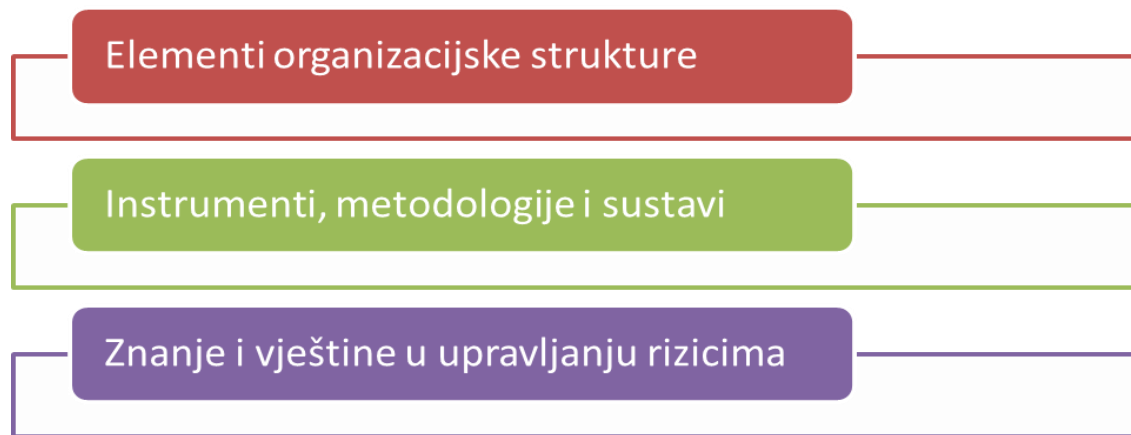 Elementi organizacijske strukture
Instrumenti, metodologije i sustavi
Znanje i vještine u upravljanju rizicima